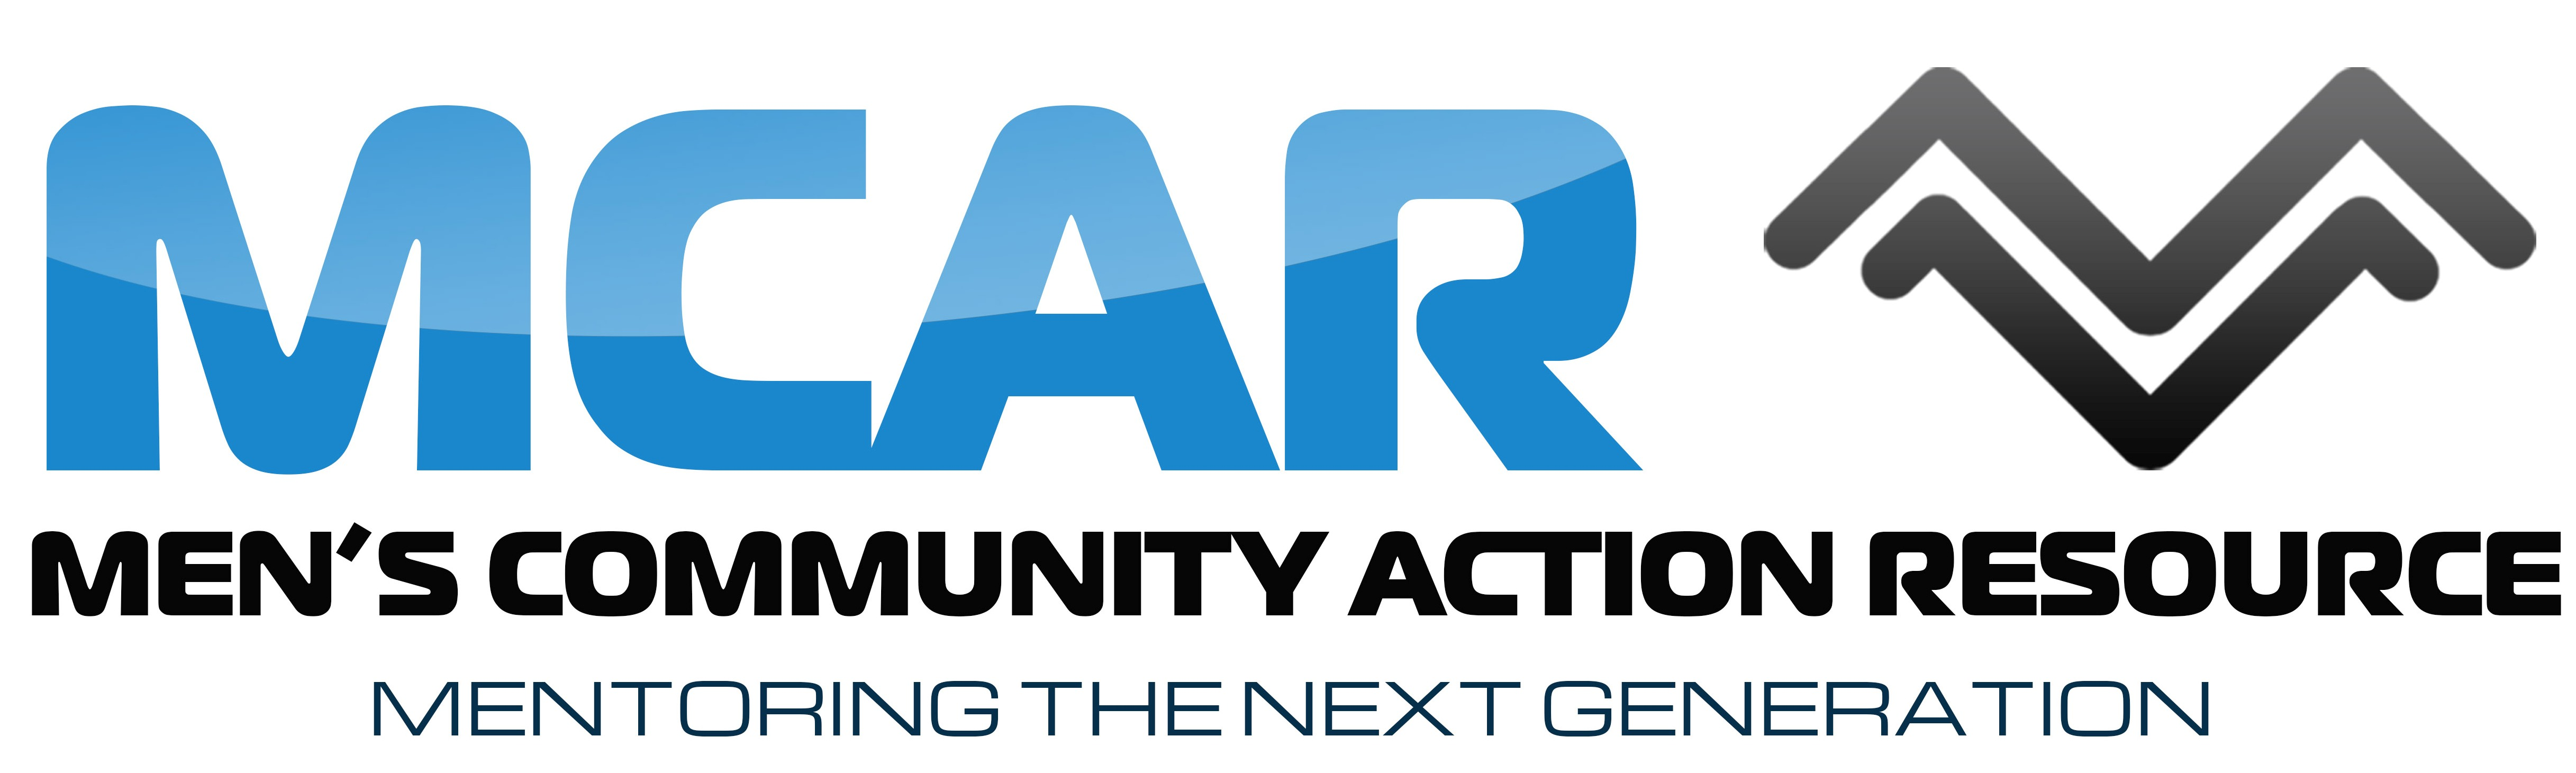 MCAR
MEN'S COMMUNITY ACTION RESOURCE
MENTORING THE NEXT GENERATION